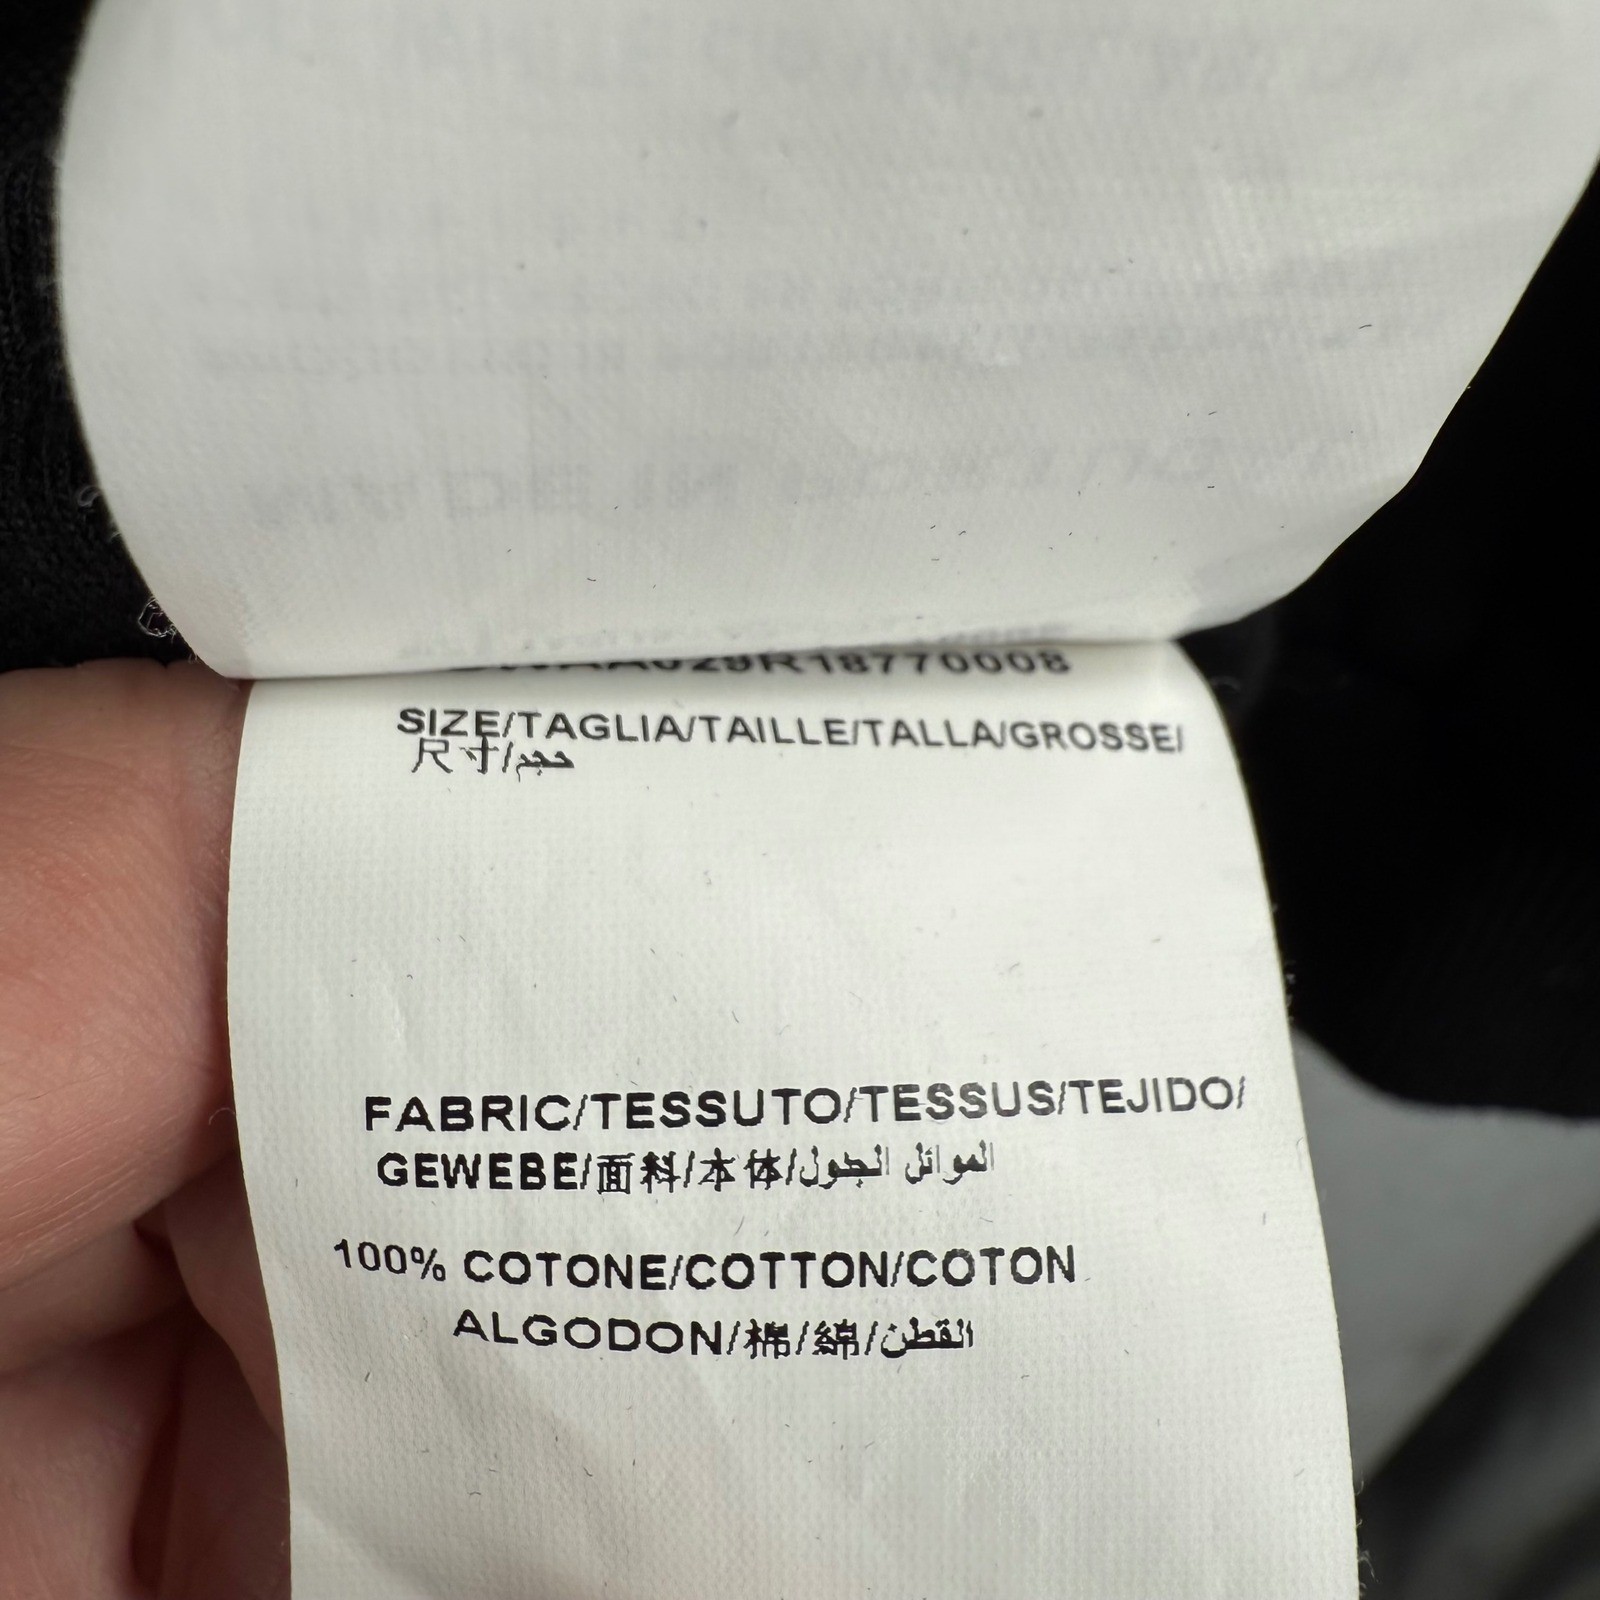 SIZE/TAGLIA/TAILLE/TALLA/GROSSE/
尺寸/حجم
FABRIC/TESSUTO/TESSUS/TEJIDO/
GEWEBE/面料/本体/الموائل الجلول
100% COTONE/COTTON/COTON
ALGODON/棉/綿/القطن